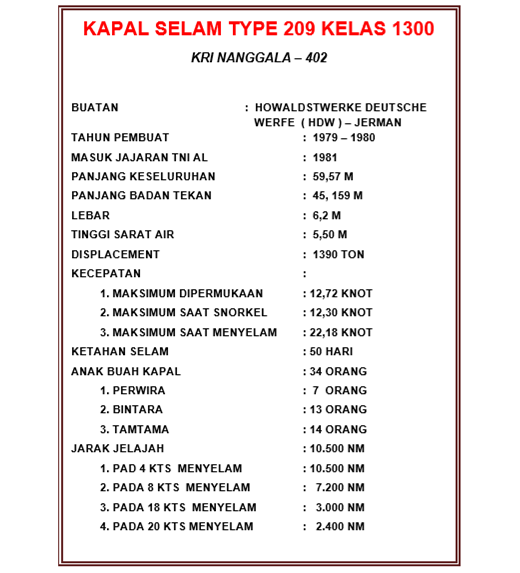 KAPAL SELAM TYPE 209 KELAS 1300
KRI NANGGALA – 402
BUATAN : HOWALDSTWERKE DEUTSCHE
WERFE ( HDW ) – JERMAN
TAHUN PEMBUAT : 1979 – 1980
MASUK JAJARAN TNI AL : 1981
PANJANG KESELURUHAN : 59,57 M
PANJANG BADAN TEKAN : 45, 159 M
LEBAR : 6,2 M
TINGGI SARAT AIR : 5,50 M
DISPLACEMENT : 1390 TON
KECEPATAN :
1. MAKSIMUM DIPERMUKAAN : 12,72 KNOT
2. MAKSIMUM SAAT SNORKEL : 12,30 KNOT
3. MAKSIMUM SAAT MENYELAM : 22,18 KNOT
KETAHAN SELAM : 50 HARI
ANAK BUAH KAPAL : 34 ORANG
1. PERWIRA : 7 ORANG
2. BINTARA : 13 ORANG
3. TAMTAMA : 14 ORANG
JARAK JELAJAH : 10.500 NM
1. PAD 4 KTS MENYELAM : 10.500 NM
2. PADA 8 KTS MENYELAM : 7.200 NM
3. PADA 18 KTS MENYELAM : 3.000 NM
4. PADA 20 KTS MENYELAM : 2.400 NM